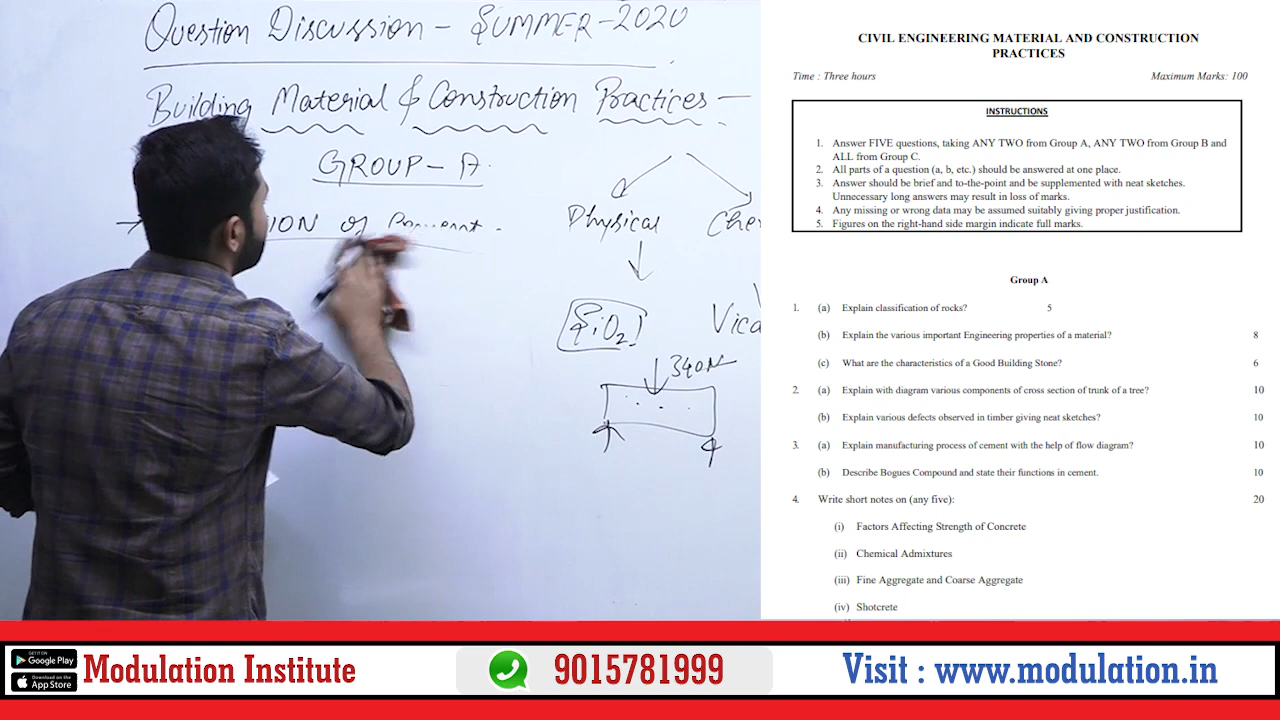 Question Discussion - SUMMER-2020
Building Material & Construction Practices -
GROUP-A
ION of
Physical
SiO2
Vica
340N
CIVIL ENGINEERING MATERIAL AND CONSTRUCTION
PRACTICES
Time : Three hours Maximum Marks: 100
INSTRUCTIONS
1. Answer FIVE questions, taking ANY TWO from Group A, ANY TWO from Group B and
ALL from Group C.
2. All parts of a question (a, b, etc.) should be answered at one place.
3. Answer should be brief and to-the-point and be supplemented with neat sketches.
Unnecessary long answers may result in loss of marks.
4. Any missing or wrong data may be assumed suitably giving proper justification.
5. Figures on the right-hand side margin indicate full marks.
Group A
1. (a) Explain classification of rocks? 5
(b) Explain the various important Engineering properties of a material? 8
(c) What are the characteristics of a Good Building Stone? 6
2. (a) Explain with diagram various components of cross section of trunk of a tree? 10
(b) Explain various defects observed in timber giving neat sketches? 10
3. (a) Explain manufacturing process of cement with the help of flow diagram? 10
(b) Describe Bogues Compound and state their functions in cement. 10
4. Write short notes on (any five): 20
(i) Factors Affecting Strength of Concrete
(ii) Chemical Admixtures
(iii) Fine Aggregate and Coarse Aggregate
(iv) Shotcrete
GET IT ON
Google Play
Download on the
App Store
Modulation Institute
9015781999
Visit : www.modulation.in